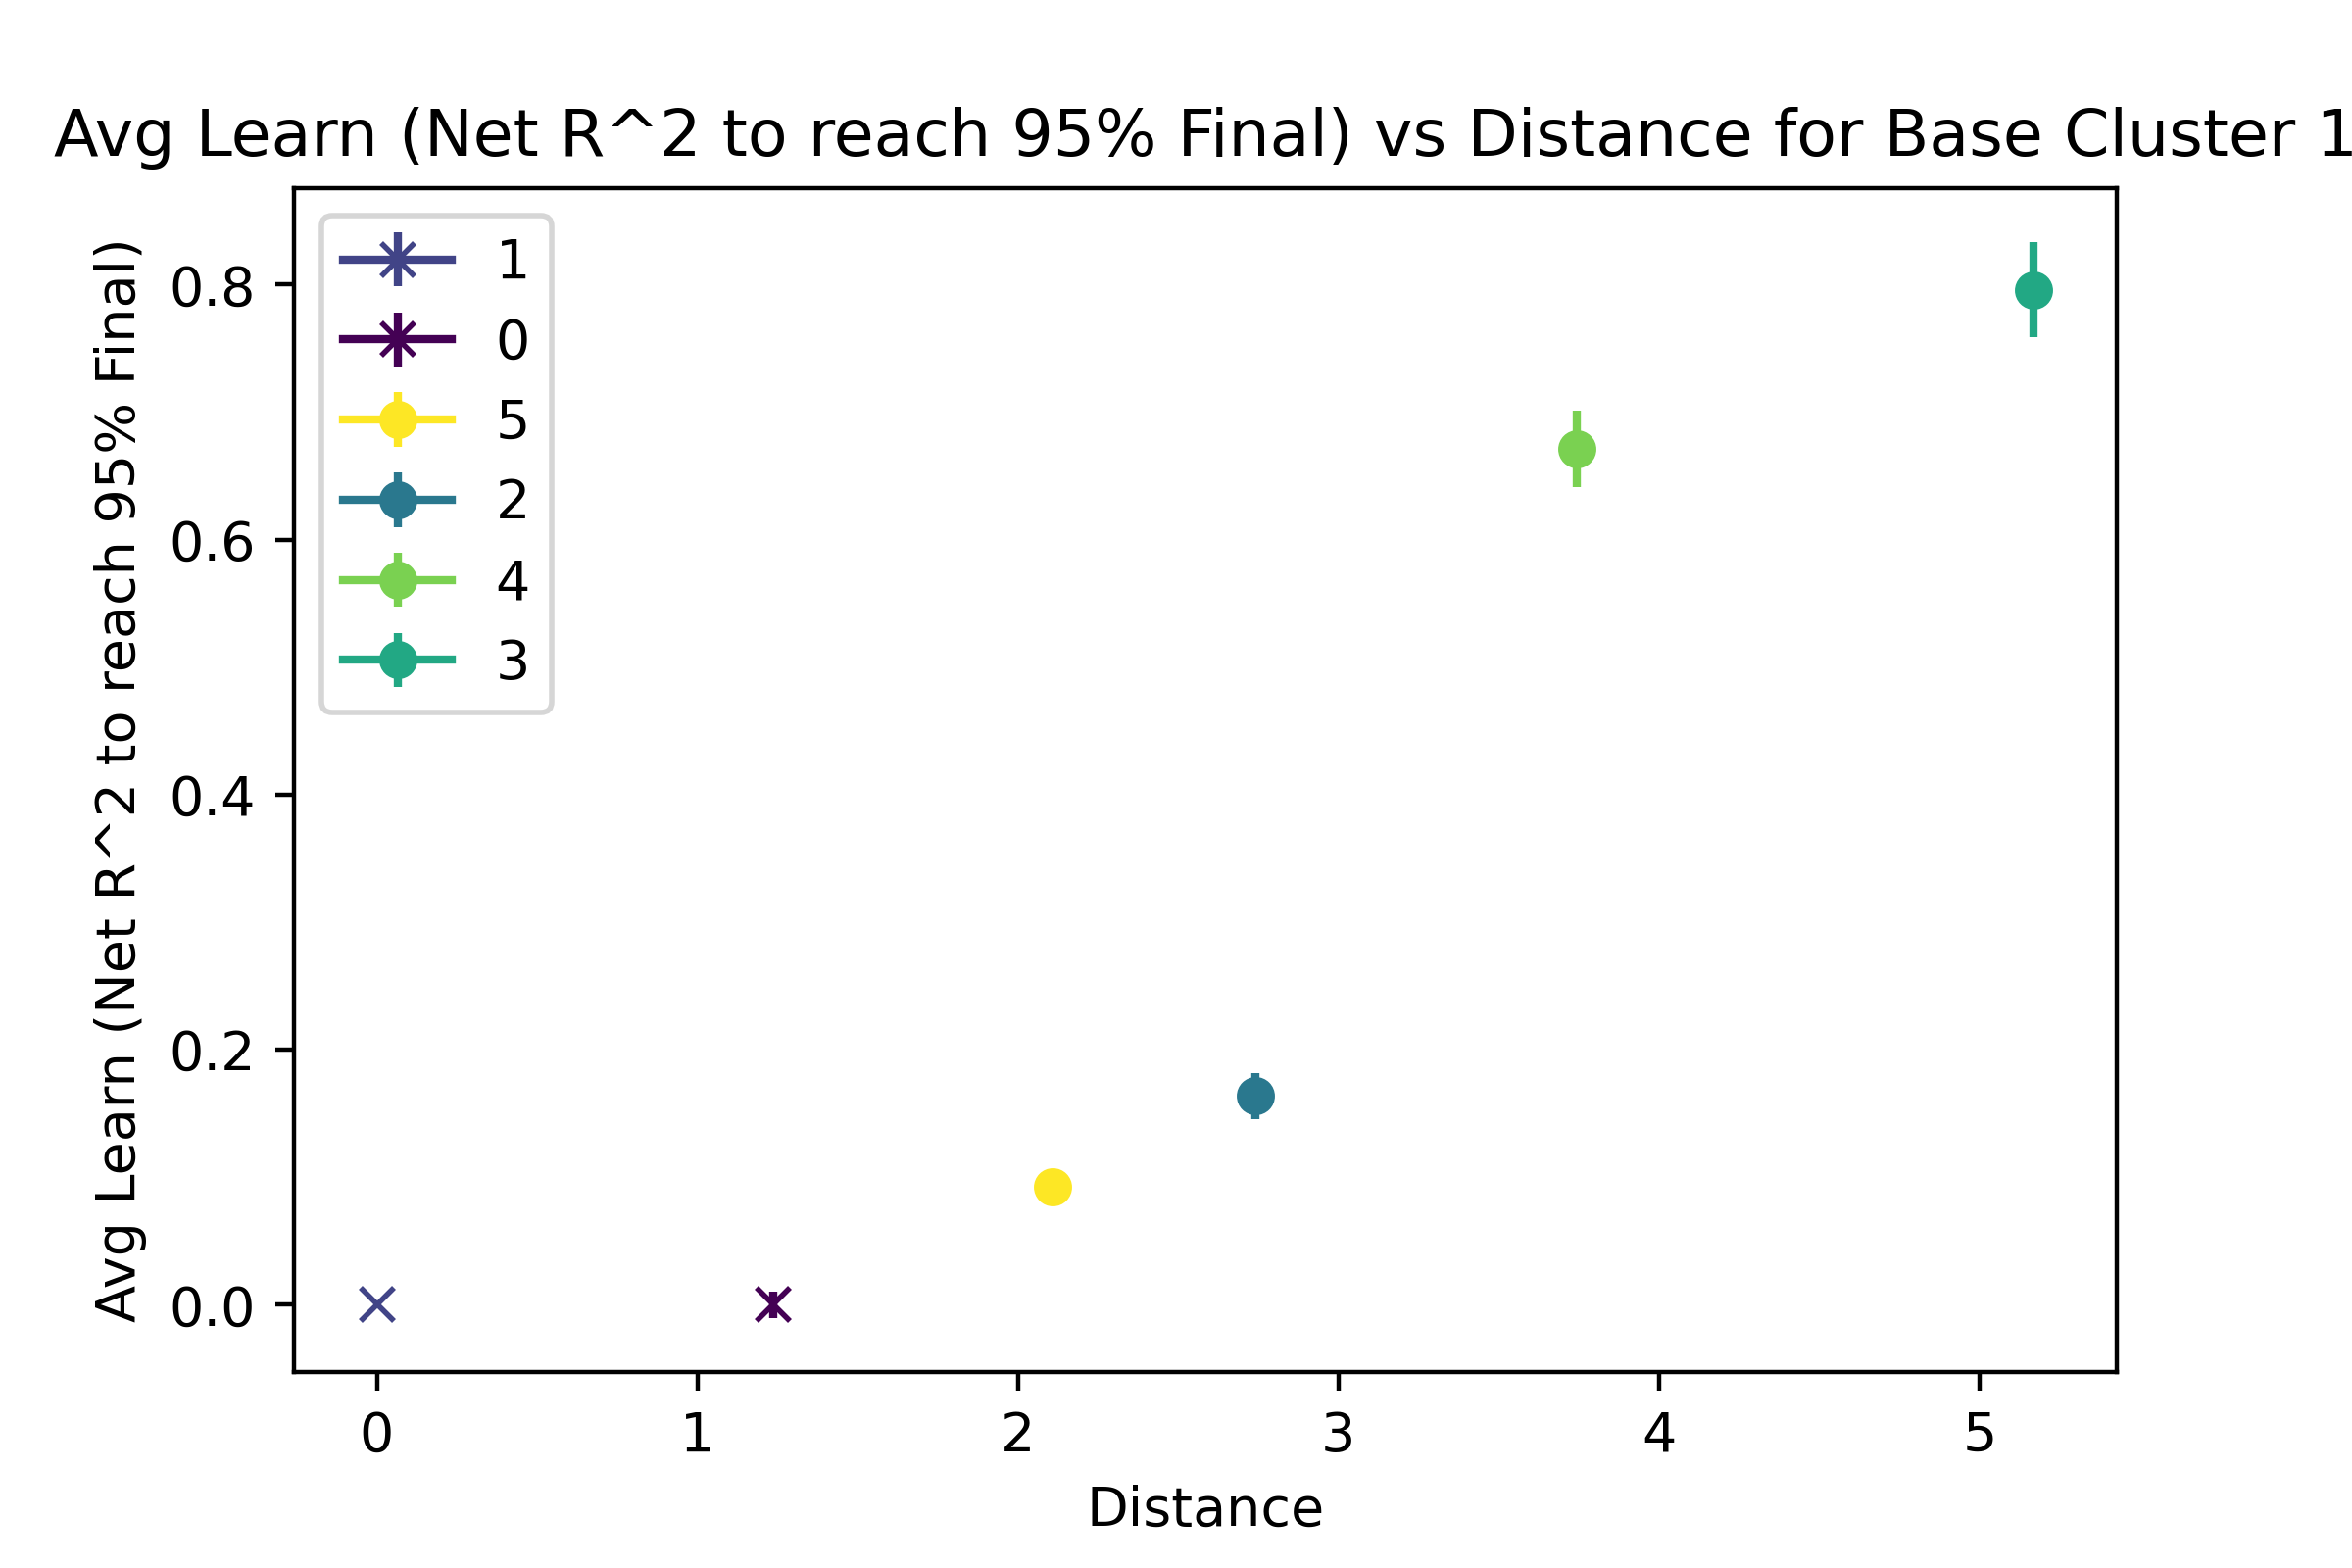 Avg Learn (Net R^2 to reach 95% Final) vs Distance for Base Cluster 1
Avg Learn (Net R^2 to reach 95% Final)
0.8
0.6
0.4
0.2
0.0
1
0
5
2
4
3
0 1 2 3 4 5
Distance